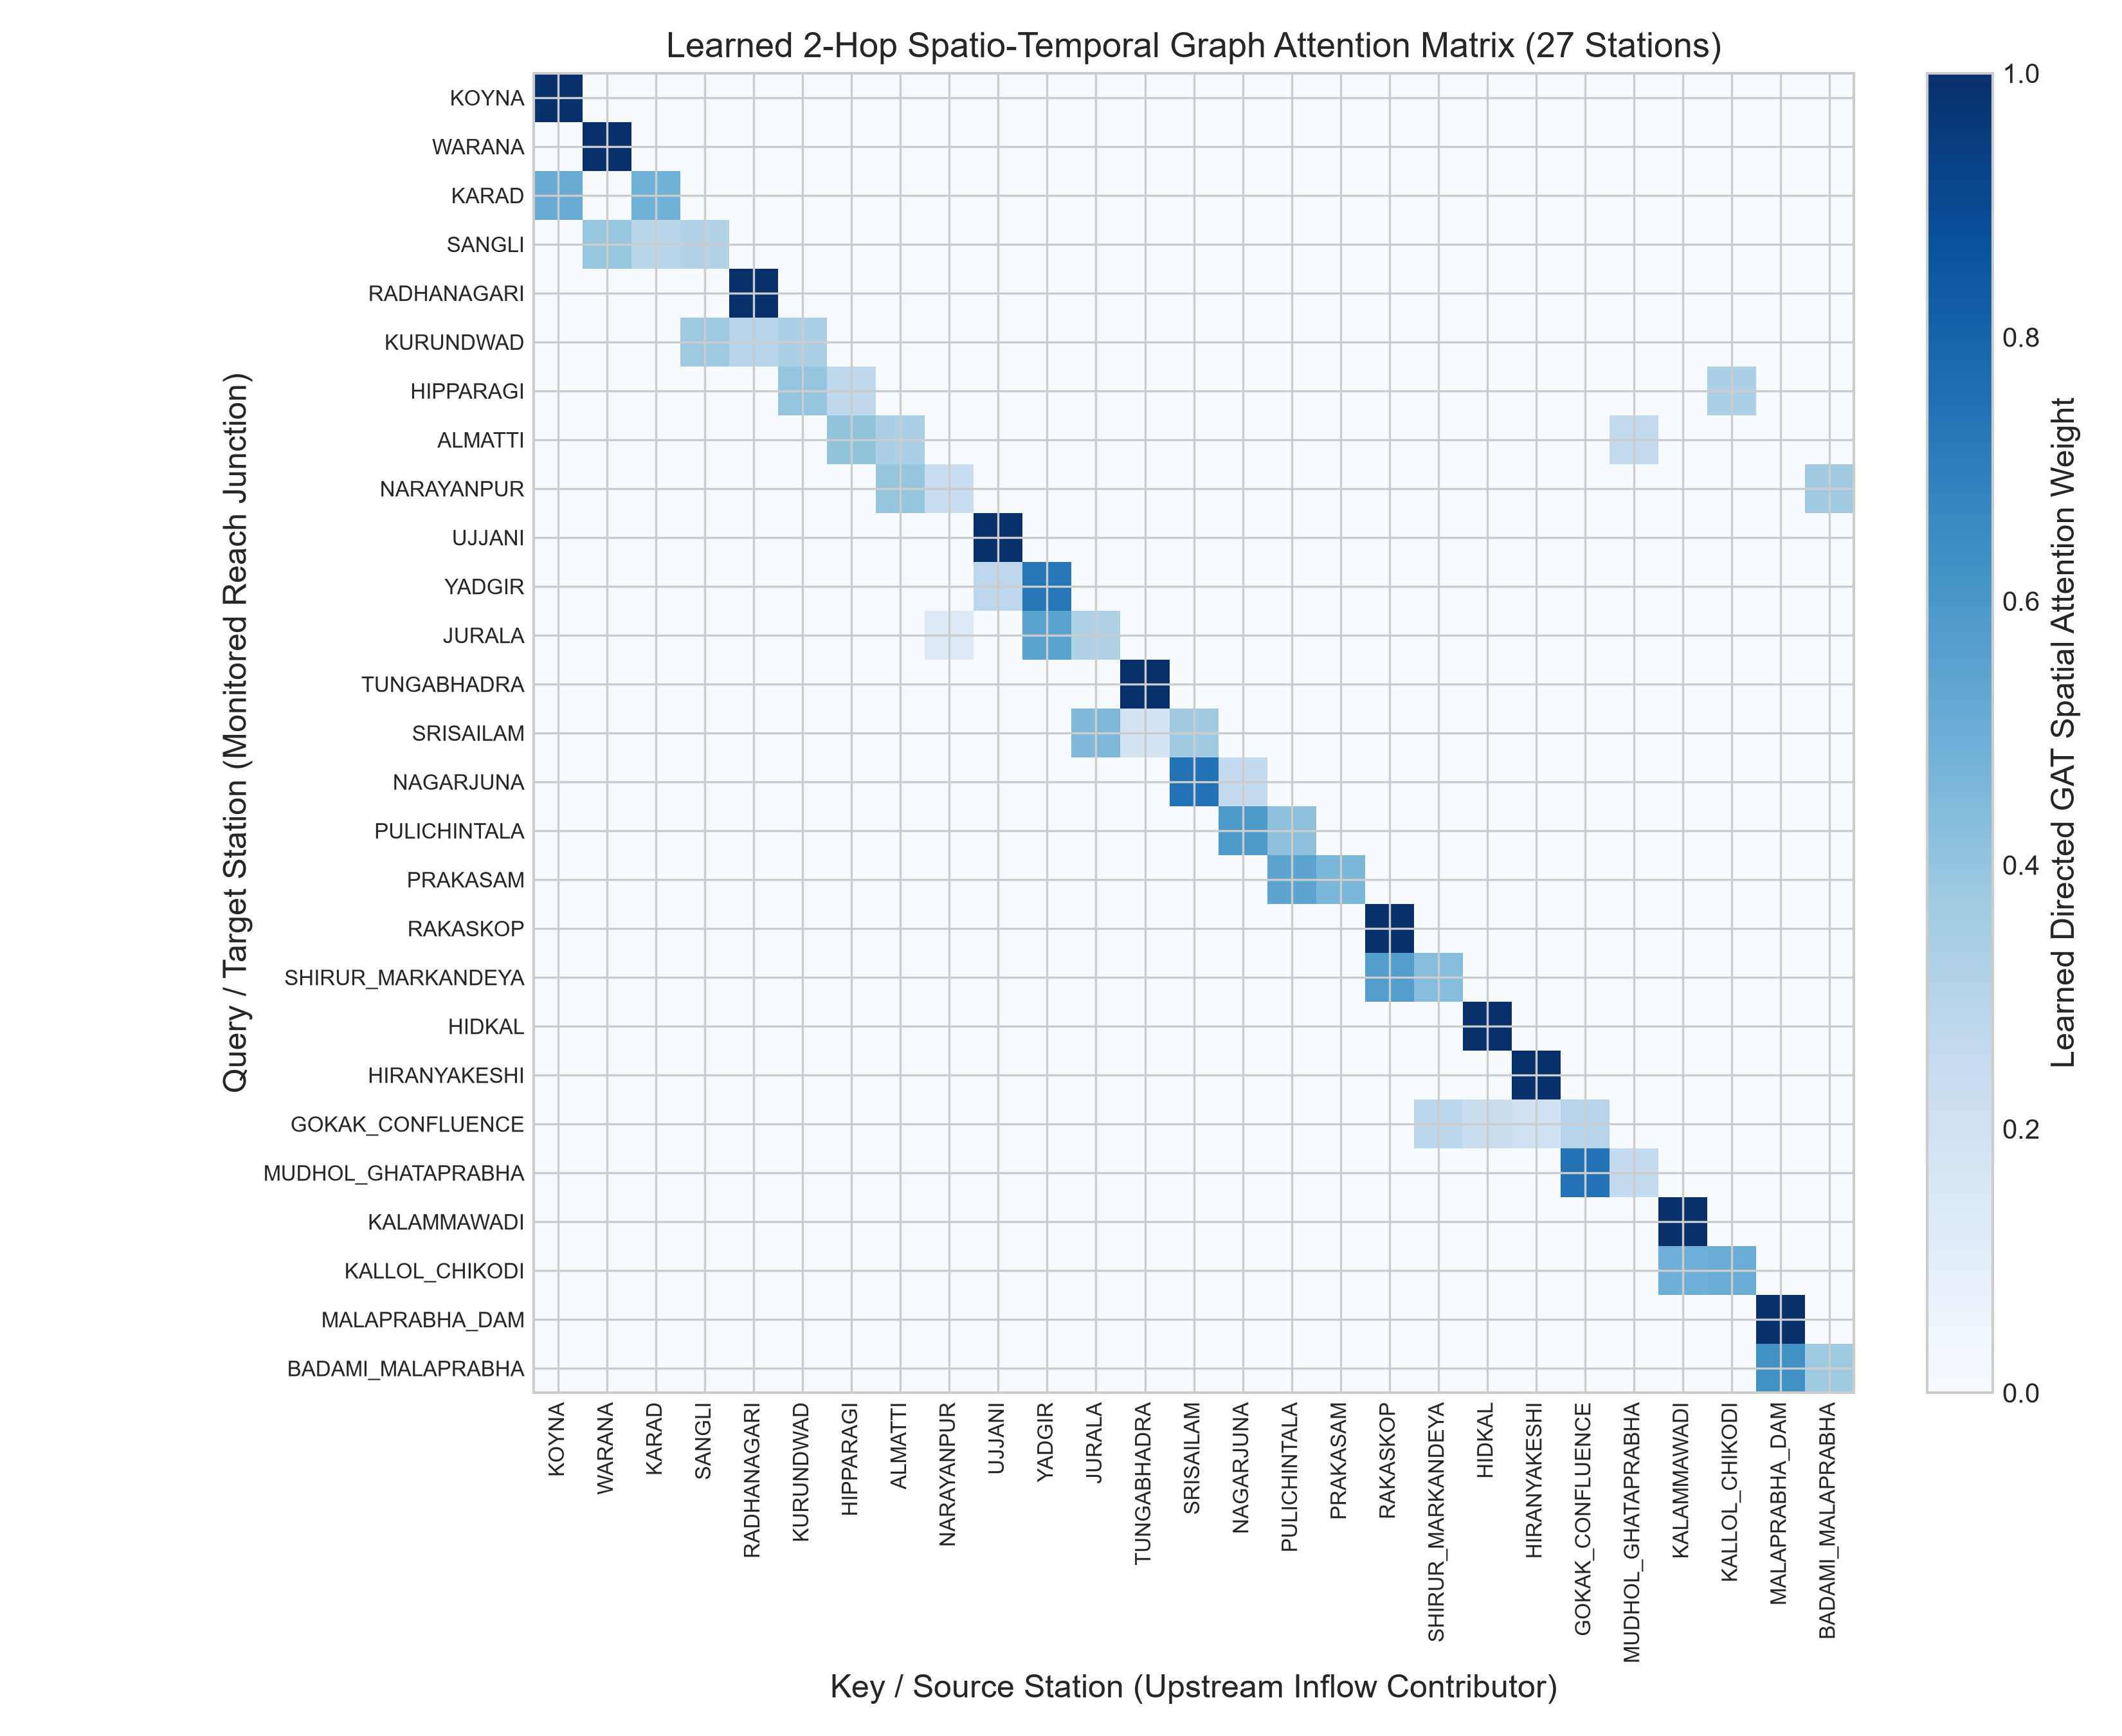 Learned 2-Hop Spatio-Temporal Graph Attention Matrix (27 Stations)
Query / Target Station (Monitored Reach Junction)
KOYNA
WARANA
KARAD
SANGLI
RADHANAGARI
KURUNDWAD
HIPPARAGI
ALMATTI
NARAYANPUR
UJJANI
YADGIR
JURALA
TUNGABHADRA
SRISAILAM
NAGARJUNA
PULICHINTALA
PRAKASAM
RAKASKOP
SHIRUR_MARKANDEYA
HIDKAL
HIRANYAKESHI
GOKAK_CONFLUENCE
MUDHOL_GHATAPRABHA
KALAMMAWADI
KALLOL_CHIKODI
MALAPRABHA_DAM
BADAMI_MALAPRABHA
KOYNA
WARANA
KARAD
SANGLI
RADHANAGARI
KURUNDWAD
HIPPARAGI
ALMATTI
NARAYANPUR
UJJANI
YADGIR
JURALA
TUNGABHADRA
SRISAILAM
NAGARJUNA
PULICHINTALA
PRAKASAM
RAKASKOP
SHIRUR_MARKANDEYA
HIDKAL
HIRANYAKESHI
GOKAK_CONFLUENCE
MUDHOL_GHATAPRABHA
KALAMMAWADI
KALLOL_CHIKODI
MALAPRABHA_DAM
BADAMI_MALAPRABHA
Key / Source Station (Upstream Inflow Contributor)
1.0
0.8
0.6
0.4
0.2
0.0
Learned Directed GAT Spatial Attention Weight